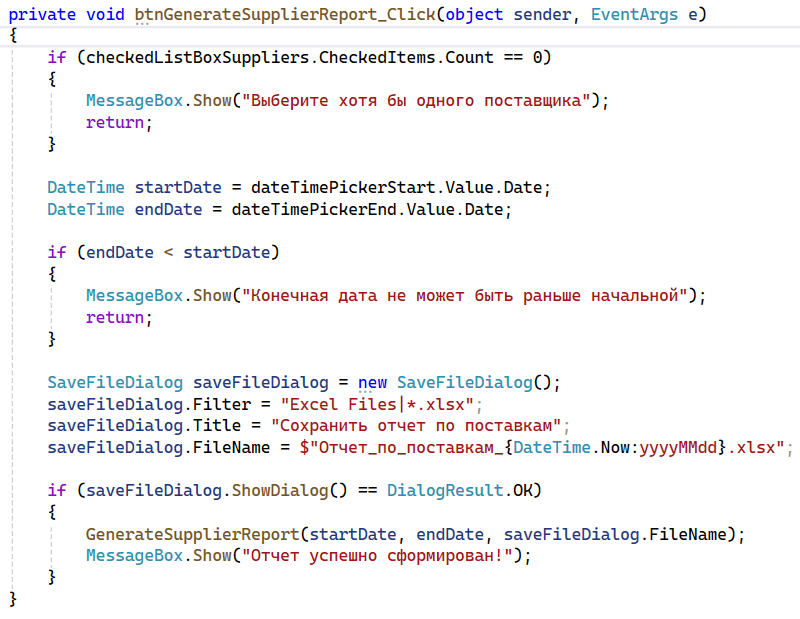 private void btnGenerateSupplierReport_Click(object sender, EventArgs e)
{
    if (checkedListBoxSuppliers.CheckedItems.Count == 0)
    {
        MessageBox.Show("Выберите хотя бы одного поставщика");
        return;
    }

    DateTime startDate = dateTimePickerStart.Value.Date;
    DateTime endDate = dateTimePickerEnd.Value.Date;

    if (endDate < startDate)
    {
        MessageBox.Show("Конечная дата не может быть раньше начальной");
        return;
    }

    SaveFileDialog saveFileDialog = new SaveFileDialog();
    saveFileDialog.Filter = "Excel Files|*.xlsx";
    saveFileDialog.Title = "Сохранить отчет по поставкам";
    saveFileDialog.FileName = $"Отчет_по_поставкам_{DateTime.Now:yyyyMMdd}.xlsx";

    if (saveFileDialog.ShowDialog() == DialogResult.OK)
    {
        GenerateSupplierReport(startDate, endDate, saveFileDialog.FileName);
        MessageBox.Show("Отчет успешно сформирован!");
    }
}